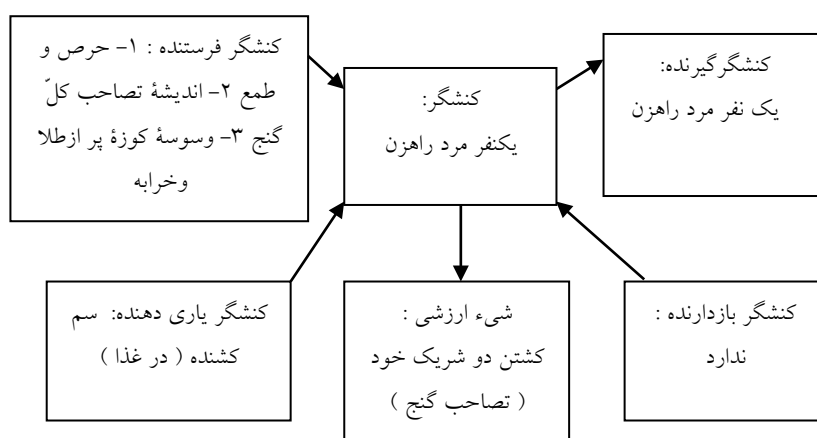 کنشگر فرستنده : ۱- حرص و
طمع ۲- اندیشهٔ تصاحب کلّ
گنج ۳- وسوسهٔ کوزهٔ پر ازطلا
وخرابه
کنشگر:
یکنفر مرد راهزن
کنشگرگیرنده:
یک نفر مرد راهزن
کنشگر یاری دهنده: سم
کشنده ( در غذا )
شیء ارزشی :
کشتن دو شریک خود
( تصاحب گنج )
کنشگر بازدارنده :
ندارد